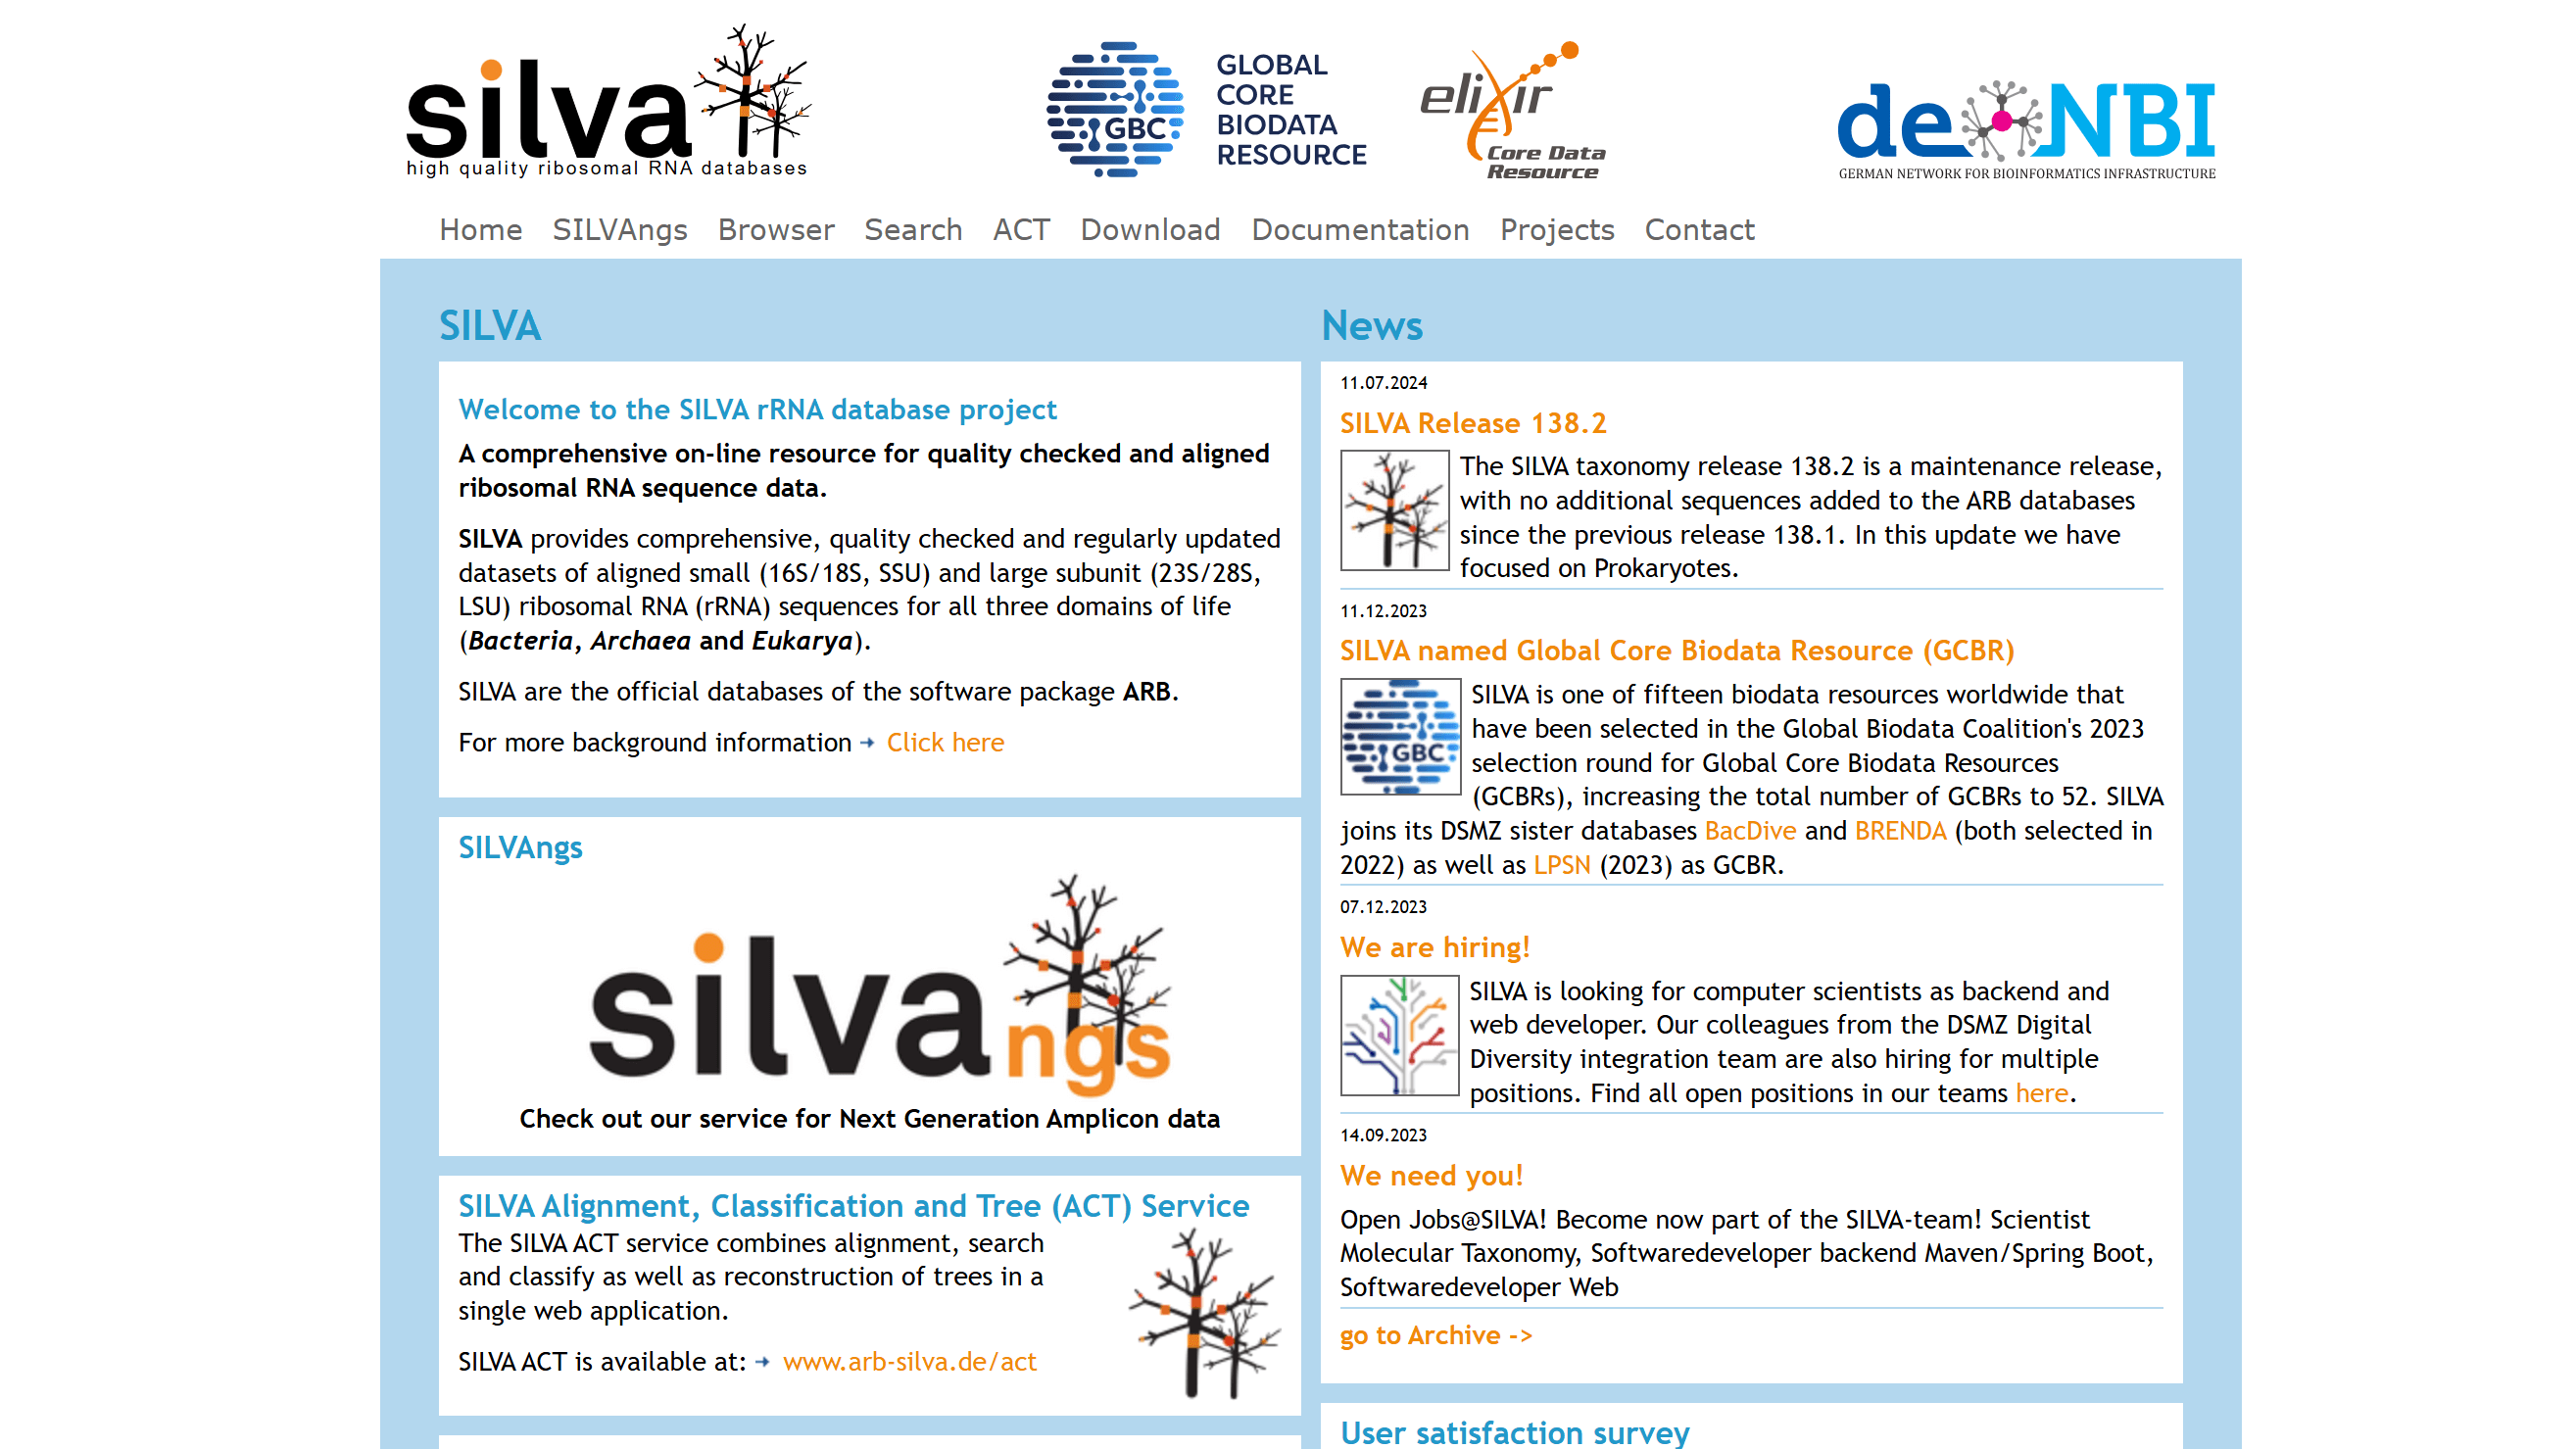 silva
high quality ribosomal RNA databases
GBC
GLOBAL
CORE
BIODATA
RESOURCE
elixir
Core Data
Resource
de NBI
GERMAN NETWORK FOR BIOINFORMATICS INFRASTRUCTURE
Home SILVAngs Browser Search ACT Download Documentation Projects Contact
SILVA
Welcome to the SILVA rRNA database project
A comprehensive on-line resource for quality checked and aligned
ribosomal RNA sequence data.
SILVA provides comprehensive, quality checked and regularly updated
datasets of aligned small (16S/18S, SSU) and large subunit (23S/28S,
LSU) ribosomal RNA (rRNA) sequences for all three domains of life
(Bacteria, Archaea and Eukarya).
SILVA are the official databases of the software package ARB.
For more background information Click here
SILVAngs
silva
ngs
Check out our service for Next Generation Amplicon data
SILVA Alignment, Classification and Tree (ACT) Service
The SILVA ACT service combines alignment, search
and classify as well as reconstruction of trees in a
single web application.
SILVA ACT is available at: www.arb-silva.de/act
News
11.07.2024
SILVA Release 138.2
The SILVA taxonomy release 138.2 is a maintenance release,
with no additional sequences added to the ARB databases
since the previous release 138.1. In this update we have
focused on Prokaryotes.
11.12.2023
SILVA named Global Core Biodata Resource (GCBR)
GBC
SILVA is one of fifteen biodata resources worldwide that
have been selected in the Global Biodata Coalition's 2023
selection round for Global Core Biodata Resources
(GCBRs), increasing the total number of GCBRs to 52. SILVA
joins its DSMZ sister databases BacDive and BRENDA (both selected in
2022) as well as LPSN (2023) as GCBR.
07.12.2023
We are hiring!
SILVA is looking for computer scientists as backend and
web developer. Our colleagues from the DSMZ Digital
Diversity integration team are also hiring for multiple
positions. Find all open positions in our teams here.
14.09.2023
We need you!
Open Jobs@SILVA! Become now part of the SILVA-team! Scientist
Molecular Taxonomy, Softwaredeveloper backend Maven/Spring Boot,
Softwaredeveloper Web
go to Archive ->
User satisfaction survey